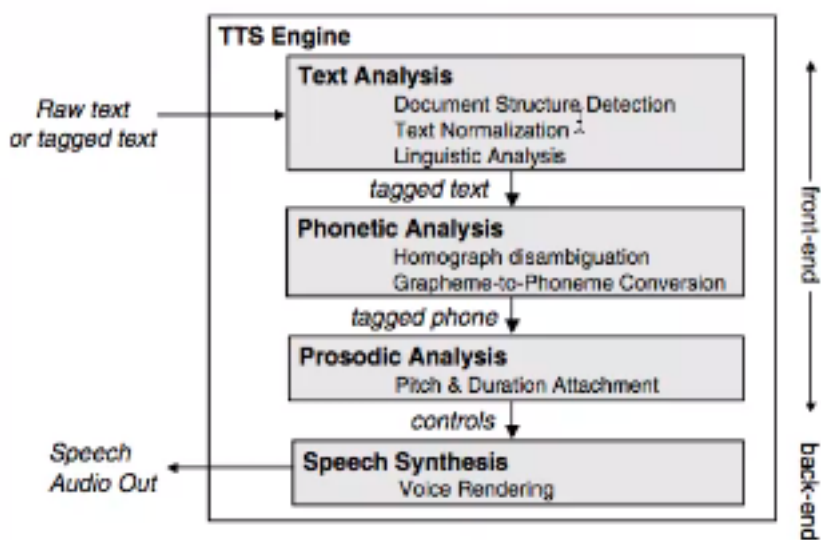 TTS Engine
Text Analysis
Document Structure Detection
Text Normalization
Linguistic Analysis
Raw text
or tagged text
tagged text
Phonetic Analysis
Homograph disambiguation
Grapheme-to-Phoneme Conversion
tagged phone
Prosodic Analysis
Pitch & Duration Attachment
controls
Speech Synthesis
Voice Rendering
Speech
Audio Out
front-end
back-end